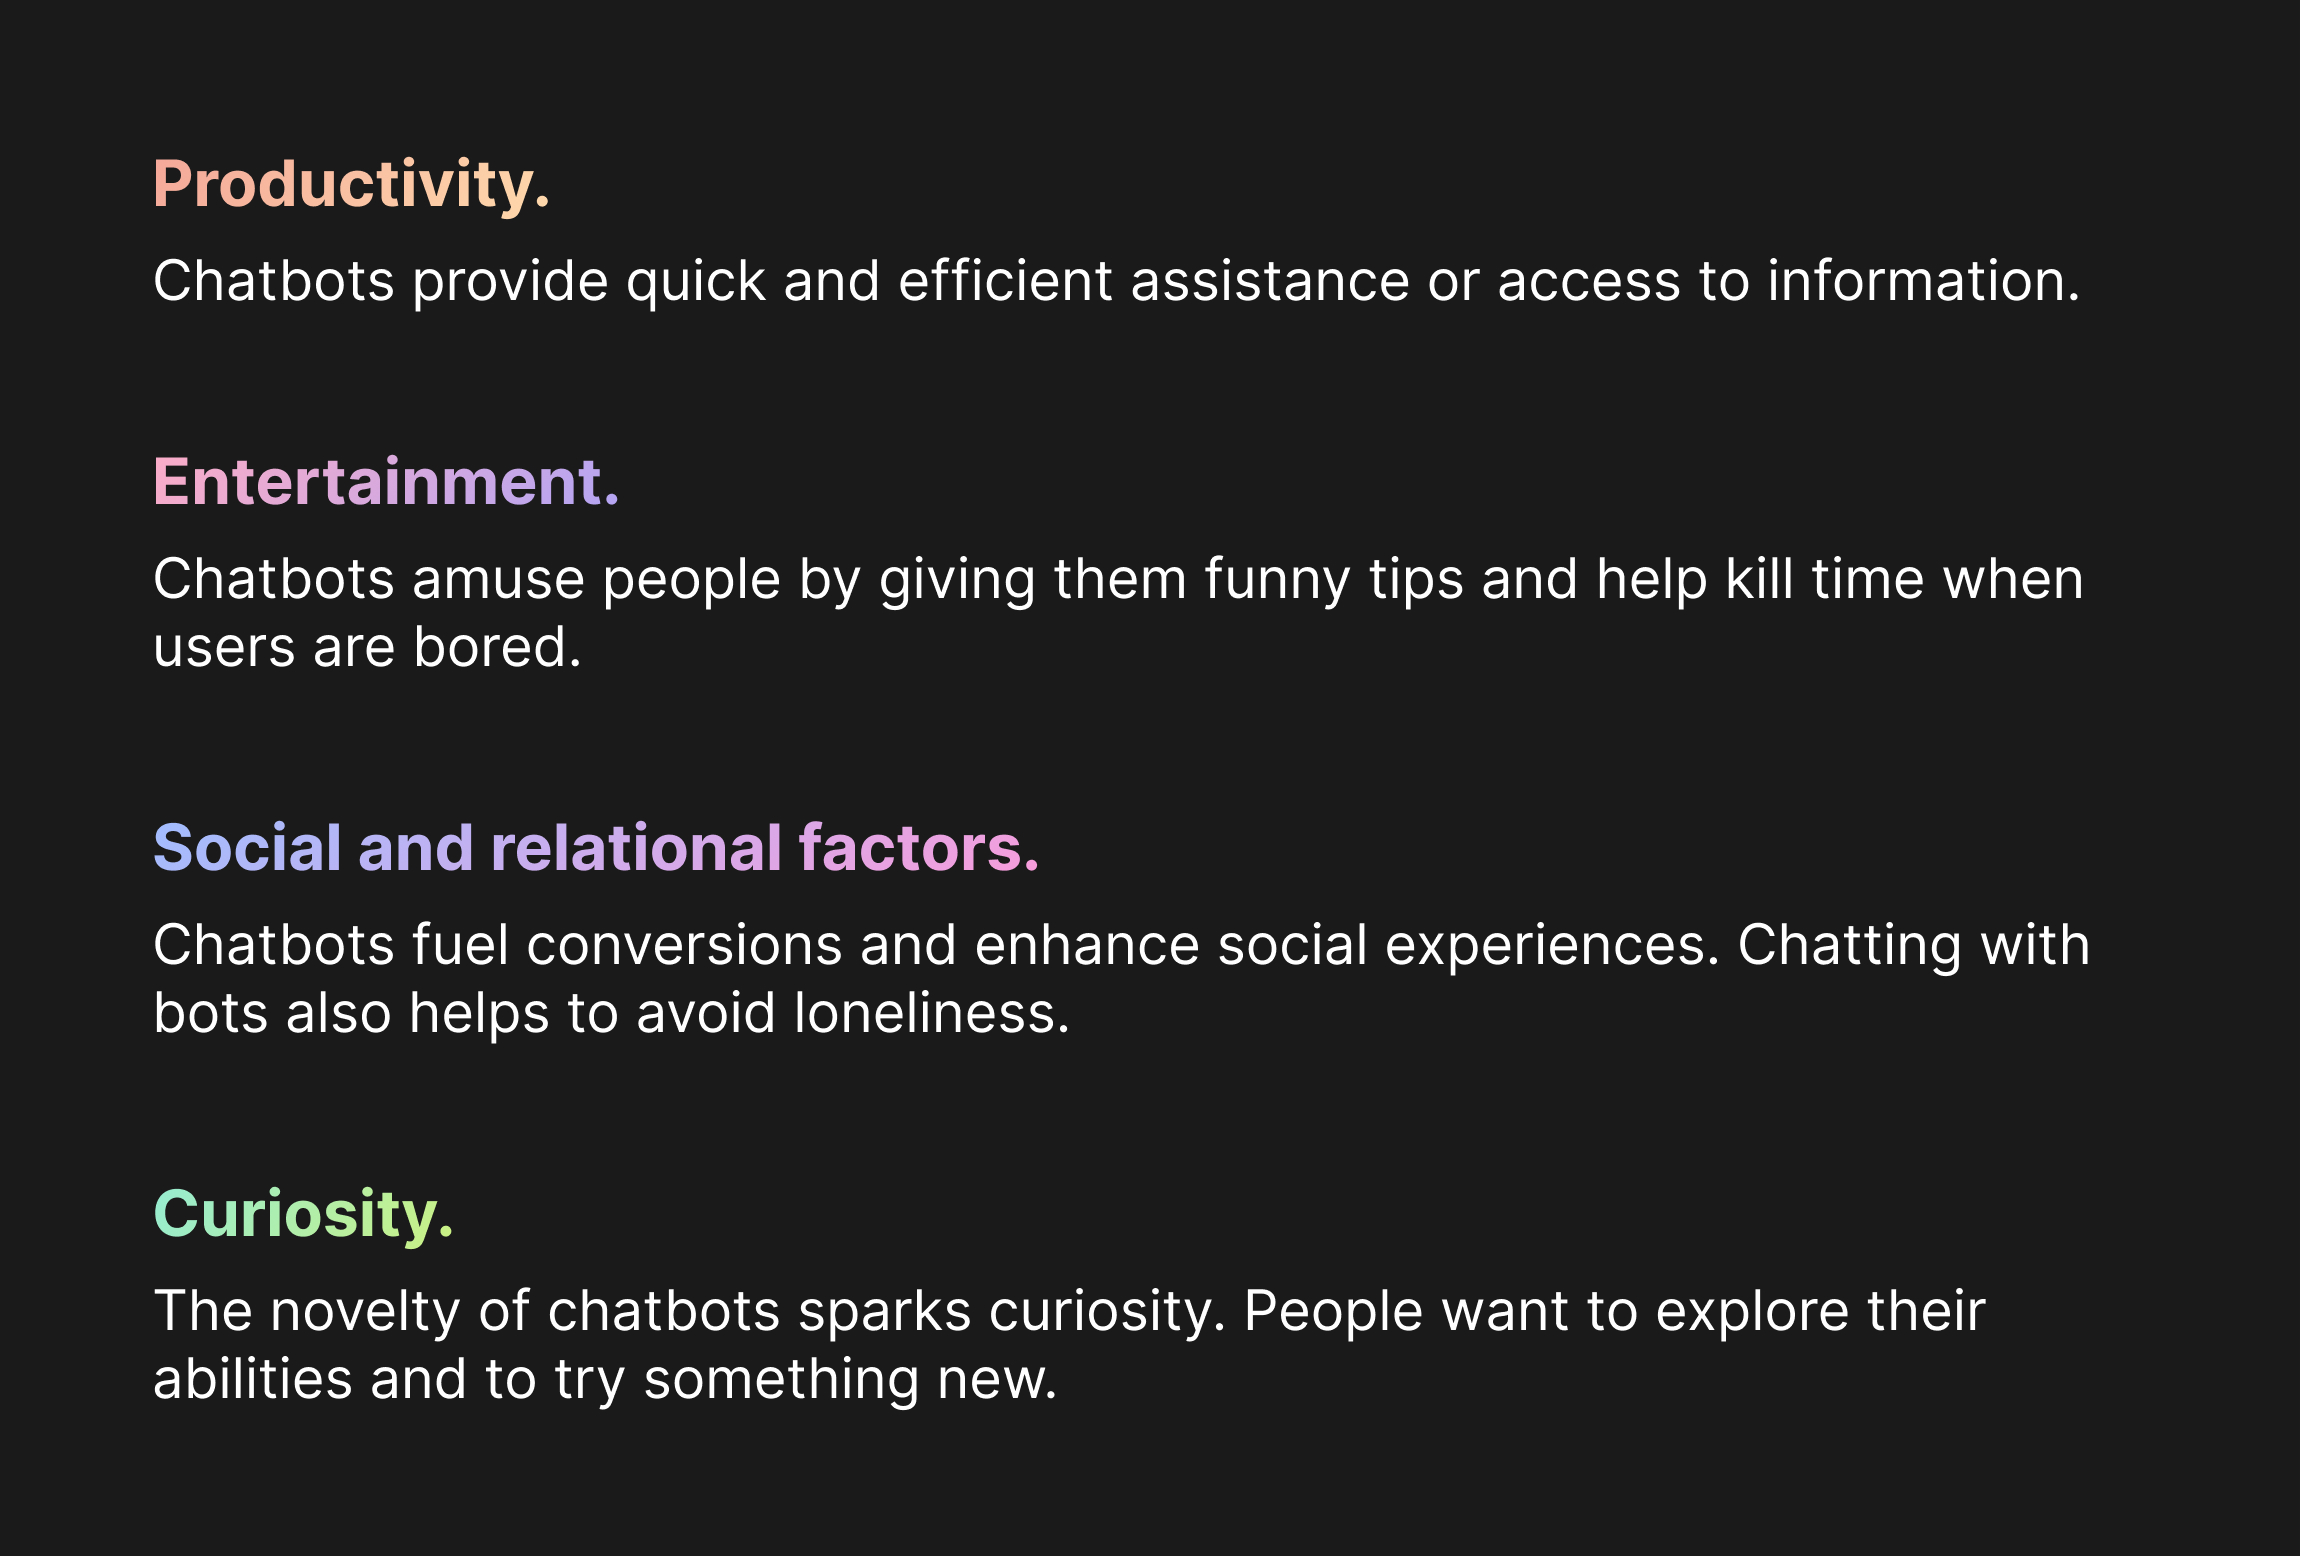 Productivity.
Chatbots provide quick and efficient assistance or access to information.
Entertainment.
Chatbots amuse people by giving them funny tips and help kill time when
users are bored.
Social and relational factors.
Chatbots fuel conversions and enhance social experiences. Chatting with
bots also helps to avoid loneliness.
Curiosity.
The novelty of chatbots sparks curiosity. People want to explore their
abilities and to try something new.